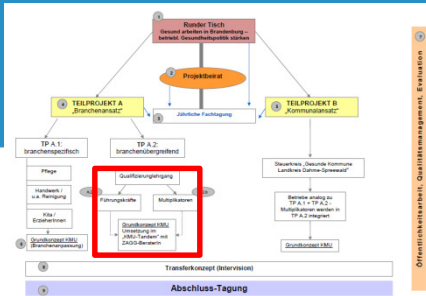 Runder Tisch
Gesund arbeiten in Brandenburg –
betriebl. Gesundheitspolitik stärken
Projektbeirat
TEILPROJEKT A
„Branchenansatz“
Jährliche Fachtagung
TEILPROJEKT B
„Kommunalansatz“
TP A.1:
branchenspezifisch
TP A.2:
branchenübergreifend
Pflege
Handwerk /
u.a. Reinigung
Kita /
ErzieherInnen
Grundkonzept KMU
(Branchenanpassung)
Qualifizierungslehrgang
Führungskräfte
Multiplikatoren
Grundkonzept KMU
Umsetzung im
„KMU-Tandem“ mit
ZAGG-BeraterIn
Steuerkreis „Gesunde Kommune
Landkreis Dahme-Spreewald“
Betriebe analog zu
TP A.1 + TP A.2 -
Multiplikatoren werden in
TP A.2 integriert
Grundkonzept KMU
Transferkonzept (Intervision)
Abschluss-Tagung
Öffentlichkeitsarbeit, Qualitätsmanagement, Evaluation